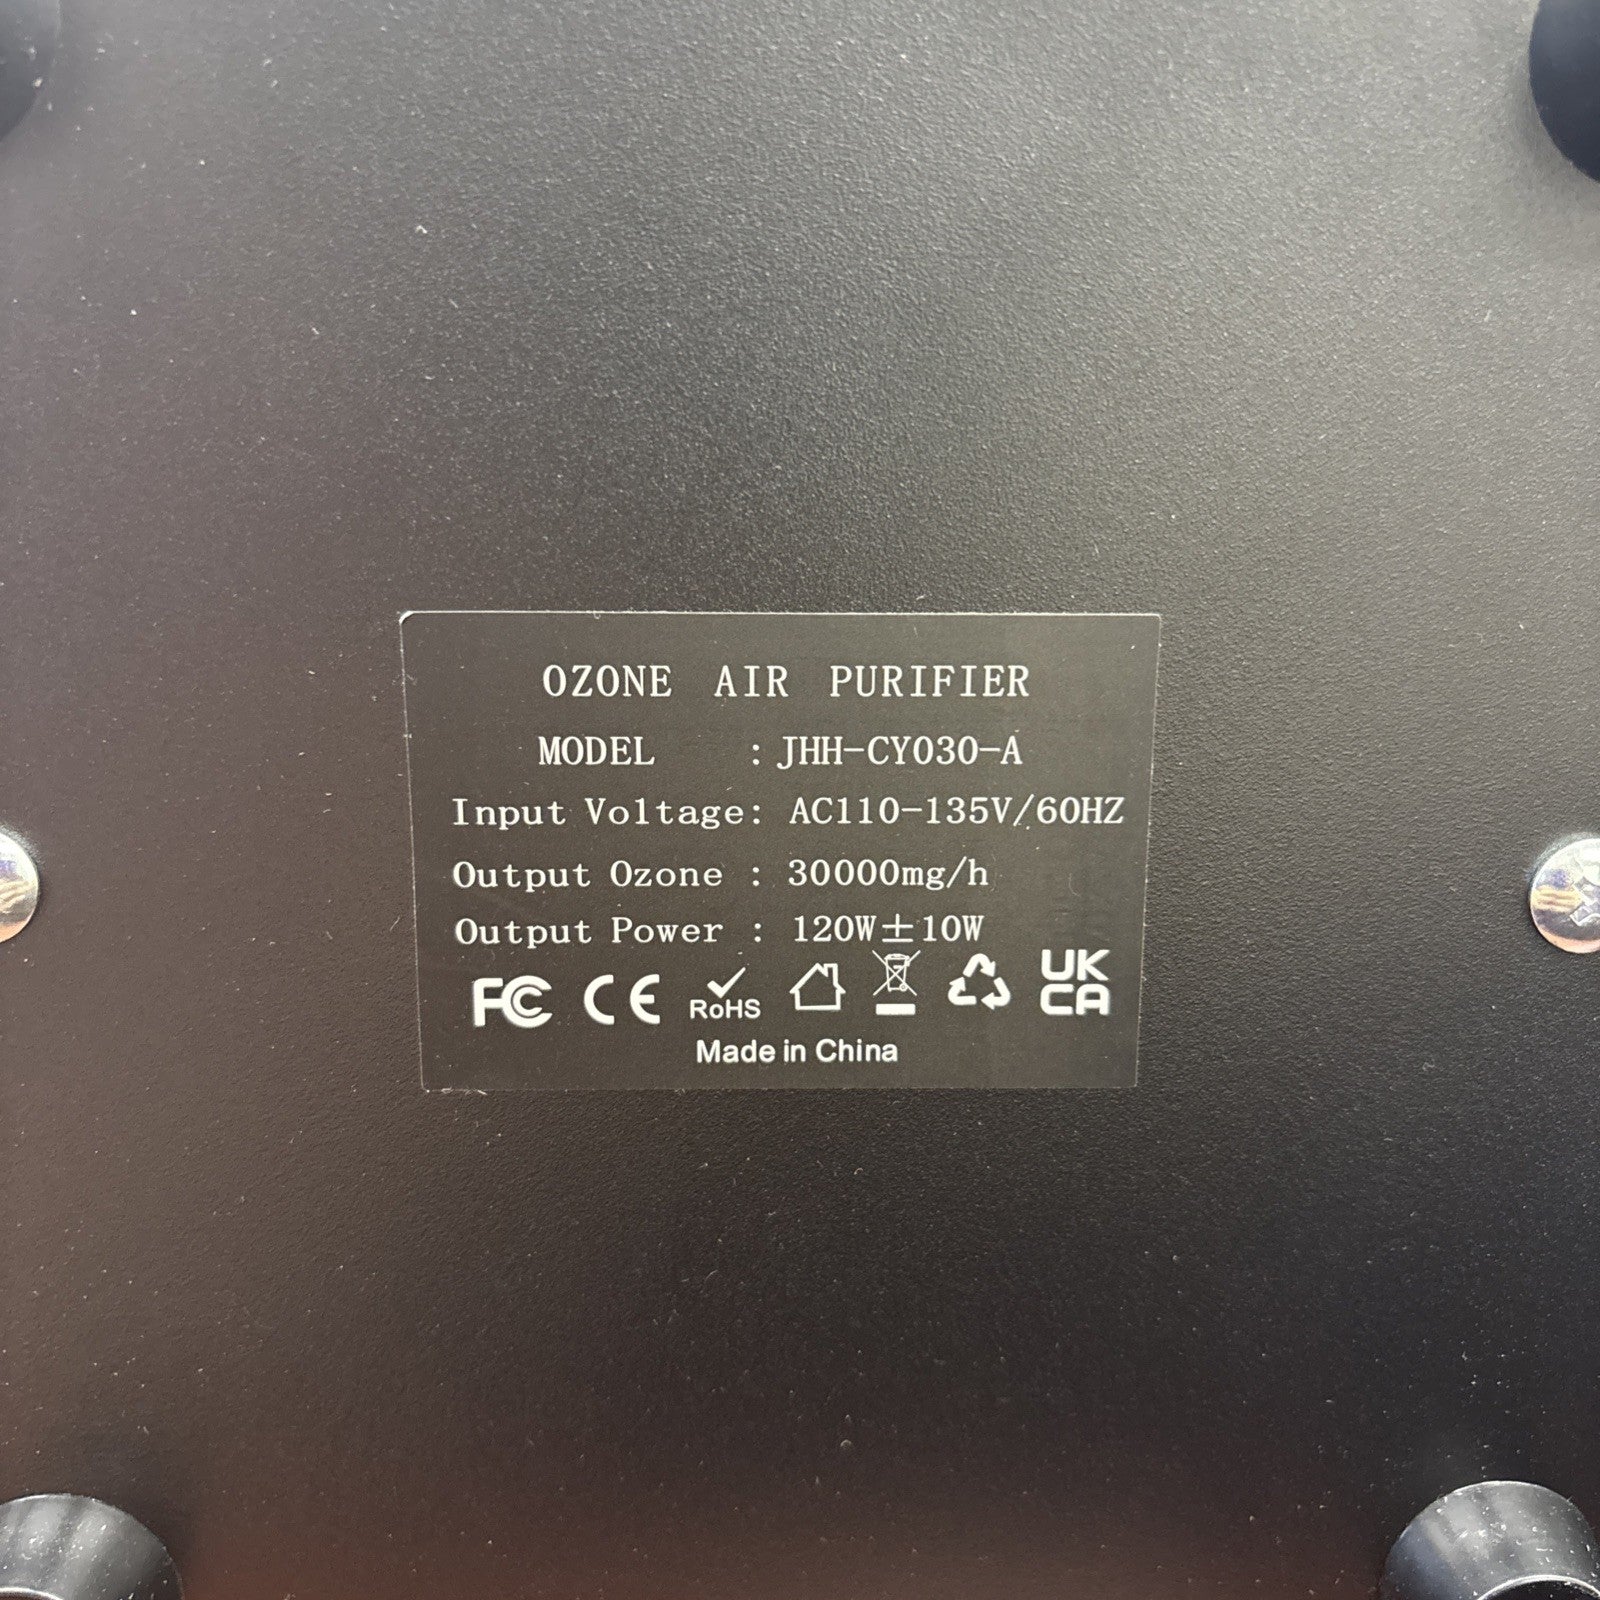 OZONE AIR PURIFIER
MODEL : JHH-CY030-A
Input Voltage: AC110-135V/60HZ
Output Ozone : 30000mg/h
Output Power : 120W±10W
FC CE RoHS UK CA
Made in China